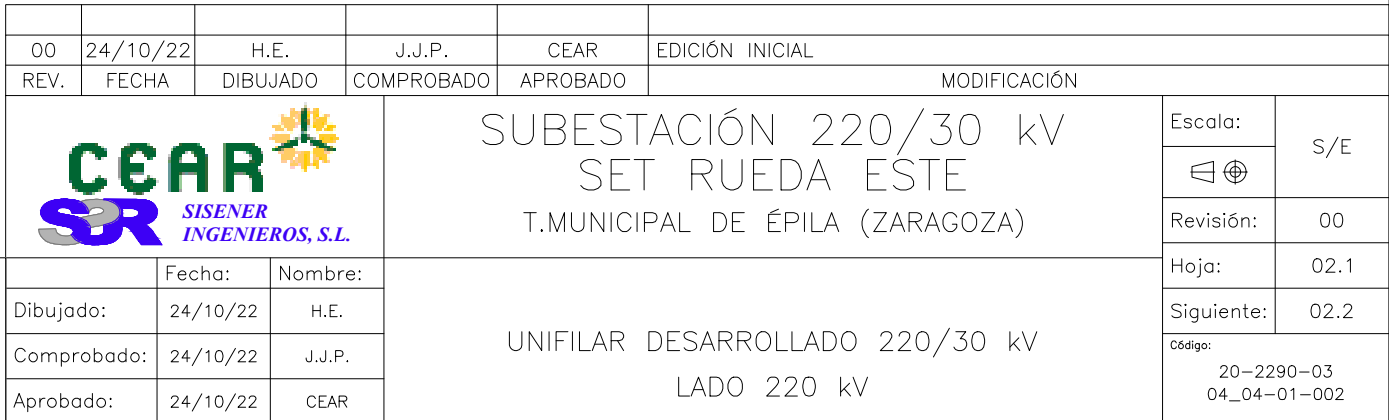 00 24/10/22 H.E. J.J.P. CEAR EDICIÓN INICIAL
REV. FECHA DIBUJADO COMPROBADO APROBADO MODIFICACIÓN
CEAR
SISENER
INGENIEROS, S.L.
SUBESTACIÓN 220/30 kV
SET RUEDA ESTE
T.MUNICIPAL DE ÉPILA (ZARAGOZA)
Escala: S/E
Revisión: 00
Hoja: 02.1
Siguiente: 02.2
Código:
20-2290-03
04_04-01-002
Fecha: Nombre:
Dibujado: 24/10/22 H.E.
Comprobado: 24/10/22 J.J.P.
Aprobado: 24/10/22 CEAR
UNIFILAR DESARROLLADO 220/30 kV
LADO 220 kV